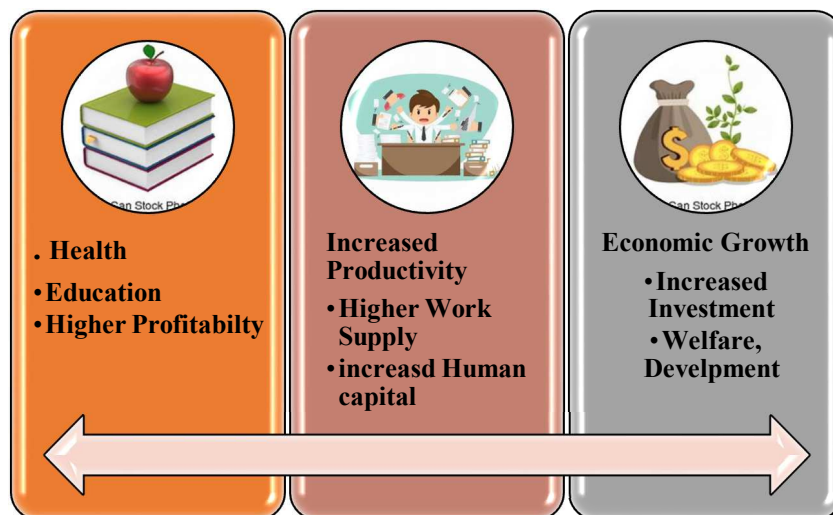 Can Stock Ph
. Health
•Education
•Higher Profitabilty
Increased
Productivity
•Higher Work
Supply
•increasd Human
capital
$
Can Stock Pho
Economic Growth
•Increased
Investment
•Welfare,
Develpment